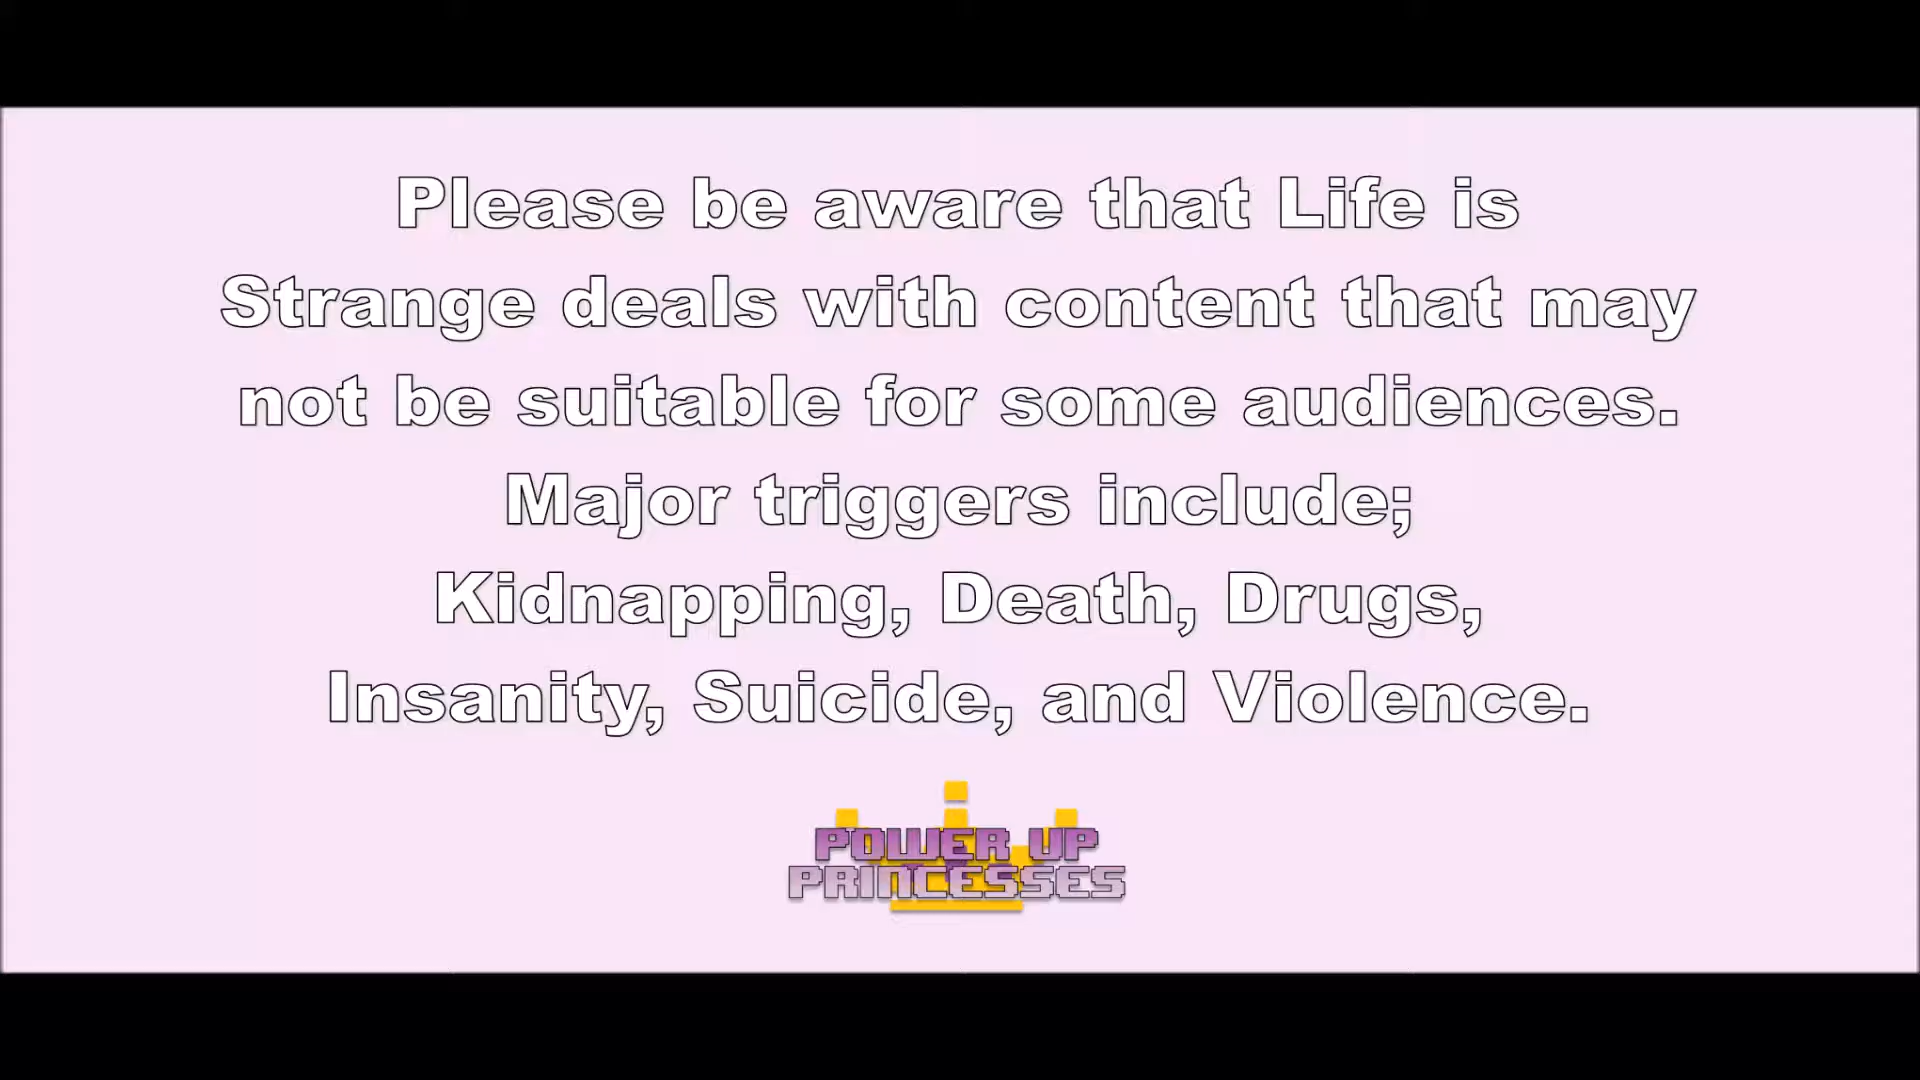 Please be aware that Life is
Strange deals with content that may
not be suitable for some audiences.
Major triggers include;
Kidnapping, Death, Drugs,
Insanity, Suicide, and Violence.
POWER UP
PRINCESSES